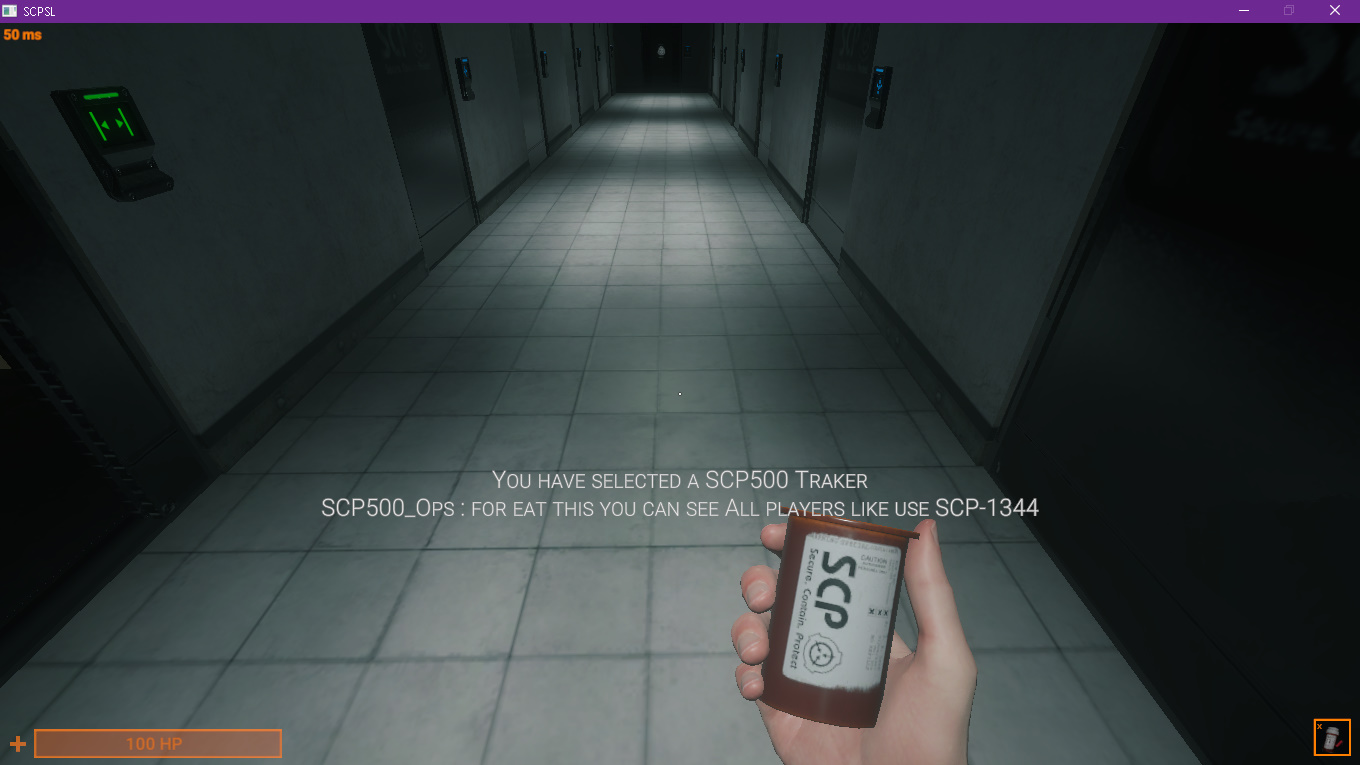 SCPSL
50 ms
You have selected a SCP500 Traker
SCP500_Ops : for eat this you can see All players like use SCP-1344
CAUTION
SCP
Secure. Contain. Protect
XXX
100 HP
x